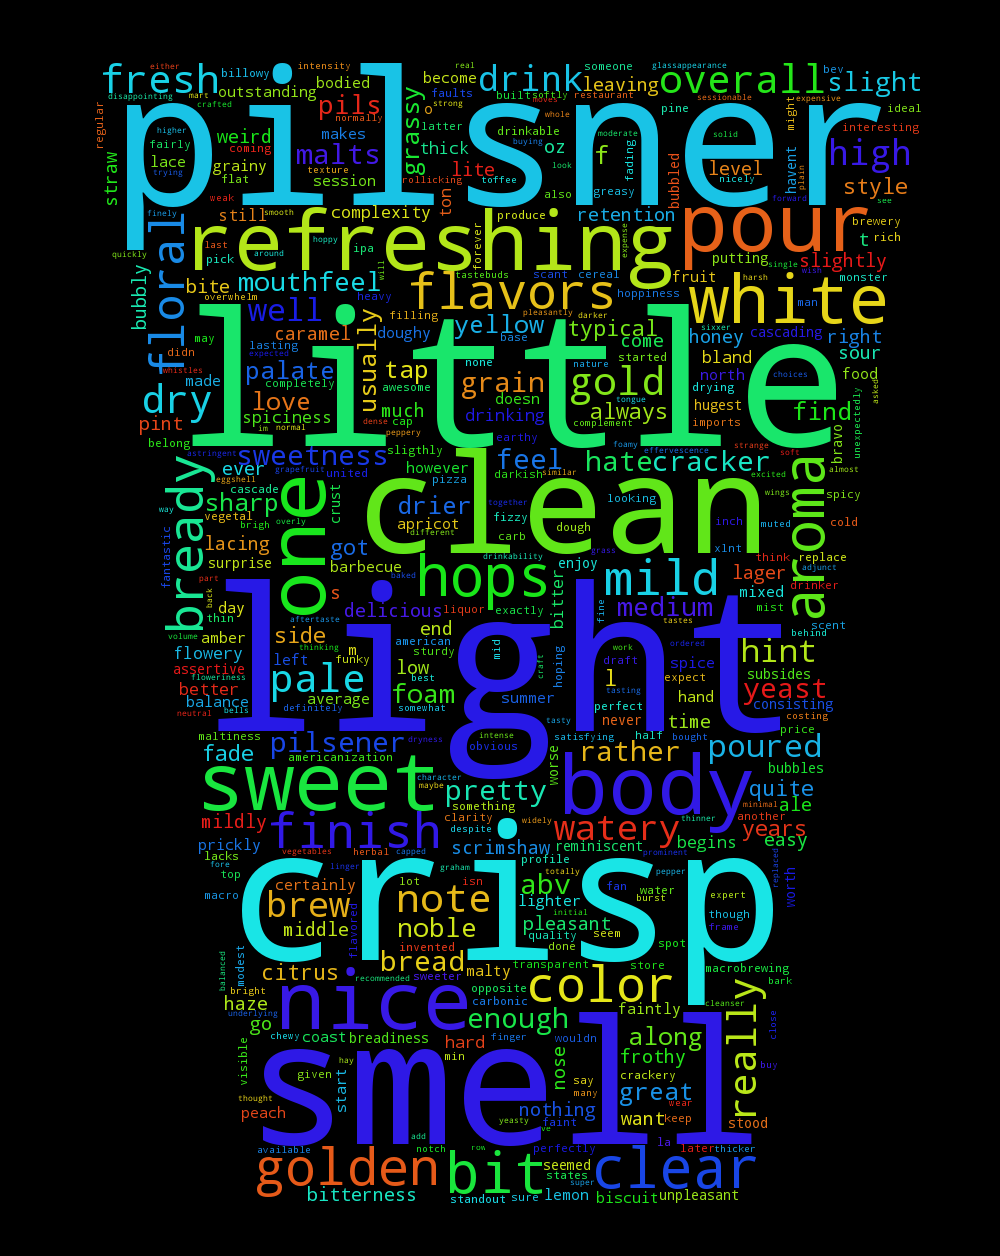 either
intensity
real
someone
glassappearance
bev
fresh
billowy
outstanding
bodied
become
faults
drink
leaving
overall
slight
disappointing
mart
crafted
pils
normally
o
strong
built
softly
moves
restaurant
sessionable
expensive
pilsner
regular
higher
fairly
trying
weird
coming
makes
grassy
latter
drinkable
buying
whole
oz
look
f
moderate
fading
pine
solid
might
ideal
interesting
straw
lace
grainy
flat
malts
texture
session
thick
lite
rollicking
toffee
also
greasy
bubbled
level
nicely
havent
plain
high
style
forward
see
finely
weak
smooth
still
complexity
ton
produce
retention
brewery
t
rich
refreshing
pour
quickly
floral
last
pick
hoppy
around
ipa
will
forever
tastebuds
scant
cereal
expense
putting
single
slightly
bubbly
bite
overwhelm
mouthfeel
heavy
flavors
pleasantly
darker
hoppiness
fruit
harsh
wish
man
monster
white
may
well
filling
usually
yellow
base
typical
come
honey
cascading
right
didn
lasting
caramel
doughy
none
nature
started
bland
sour
whistles
expected
palate
tap
grain
gold
north
choices
food
made
completely
awesome
doesn
tongue
drying
asked
little
dry
love
much
drinking
always
hugest
find
unexpectedly
pint
spiciness
cap
complement
imports
bravo
belong
im
normal
dense
peppery
sligthly
earthy
foamy
effervescence
strange
soft
almost
astringent
sweetness
feel
hate
cracker
ever
grapefruit
united
however
pizza
darkish
similar
excited
wings
spicy
eggshell
cascade
way
bready
sharp
one
crust
drier
together
looking
clean
aroma
vegetal
brigh
overly
apricot
different
fizzy
dough
inch
muted
cold
lacing
surprise
got
barbecue
carb
xlnt
think
replace
fantastic
drinkability
enjoy
grass
adjunct
part
back
baked
s
hops
mild
lager
mixed
drinker
day
thin
delicious
liquor
exactly
bitter
fine
medium
tastes
mist
scent
volume
aftertaste
amber
side
thinking
m
american
end
sturdy
mid
craft
work
ordered
behind
flowery
left
funky
low
best
hoping
draft
l
spice
hint
subsides
assertive
floweriness
better
pale
tasting
expect
yeast
balance
average
foam
somewhat
summer
perfect
hand
consisting
neutral
bells
definitely
tasty
never
time
costing
light
maltiness
pilsener
dryness
intense
obvious
satisfying
half
bought
price
fade
americanization
worse
rather
poured
bubbles
sweet
character
maybe
pretty
body
quite
something
minimal
ale
mildly
finish
clarity
widely
watery
thinner
another
years
prickly
despite
scrimshaw
reminiscent
begins
easy
lacks
fore
vegetables
herbal
capped
linger
profile
prominent
top
graham
totally
pepper
replaced
worth
macro
certainly
lot
isn
abv
fan
water
burst
expert
brew
note
lighter
initial
though
crisp
middle
flavored
noble
pleasant
quality
seem
frame
invented
done
spot
balanced
modest
citrus
bread
malty
transparent
store
macrobrewing
bright
recommended
sweeter
opposite
bark
haze
underlying
nice
carbonic
color
faintly
cleanser
really
go
chewy
coast
breadiness
enough
wouldn
along
close
visible
hay
hard
finger
nose
frothy
given
min
crackery
buy
start
say
great
thought
many
wear
peach
nothing
want
keep
stood
smell
yeasty
faint
ve
add
available
notch
row
perfectly
la
later
thicker
golden
bit
seemed
states
super
clear
bitterness
standout
sure
lemon
biscuit
unpleasant